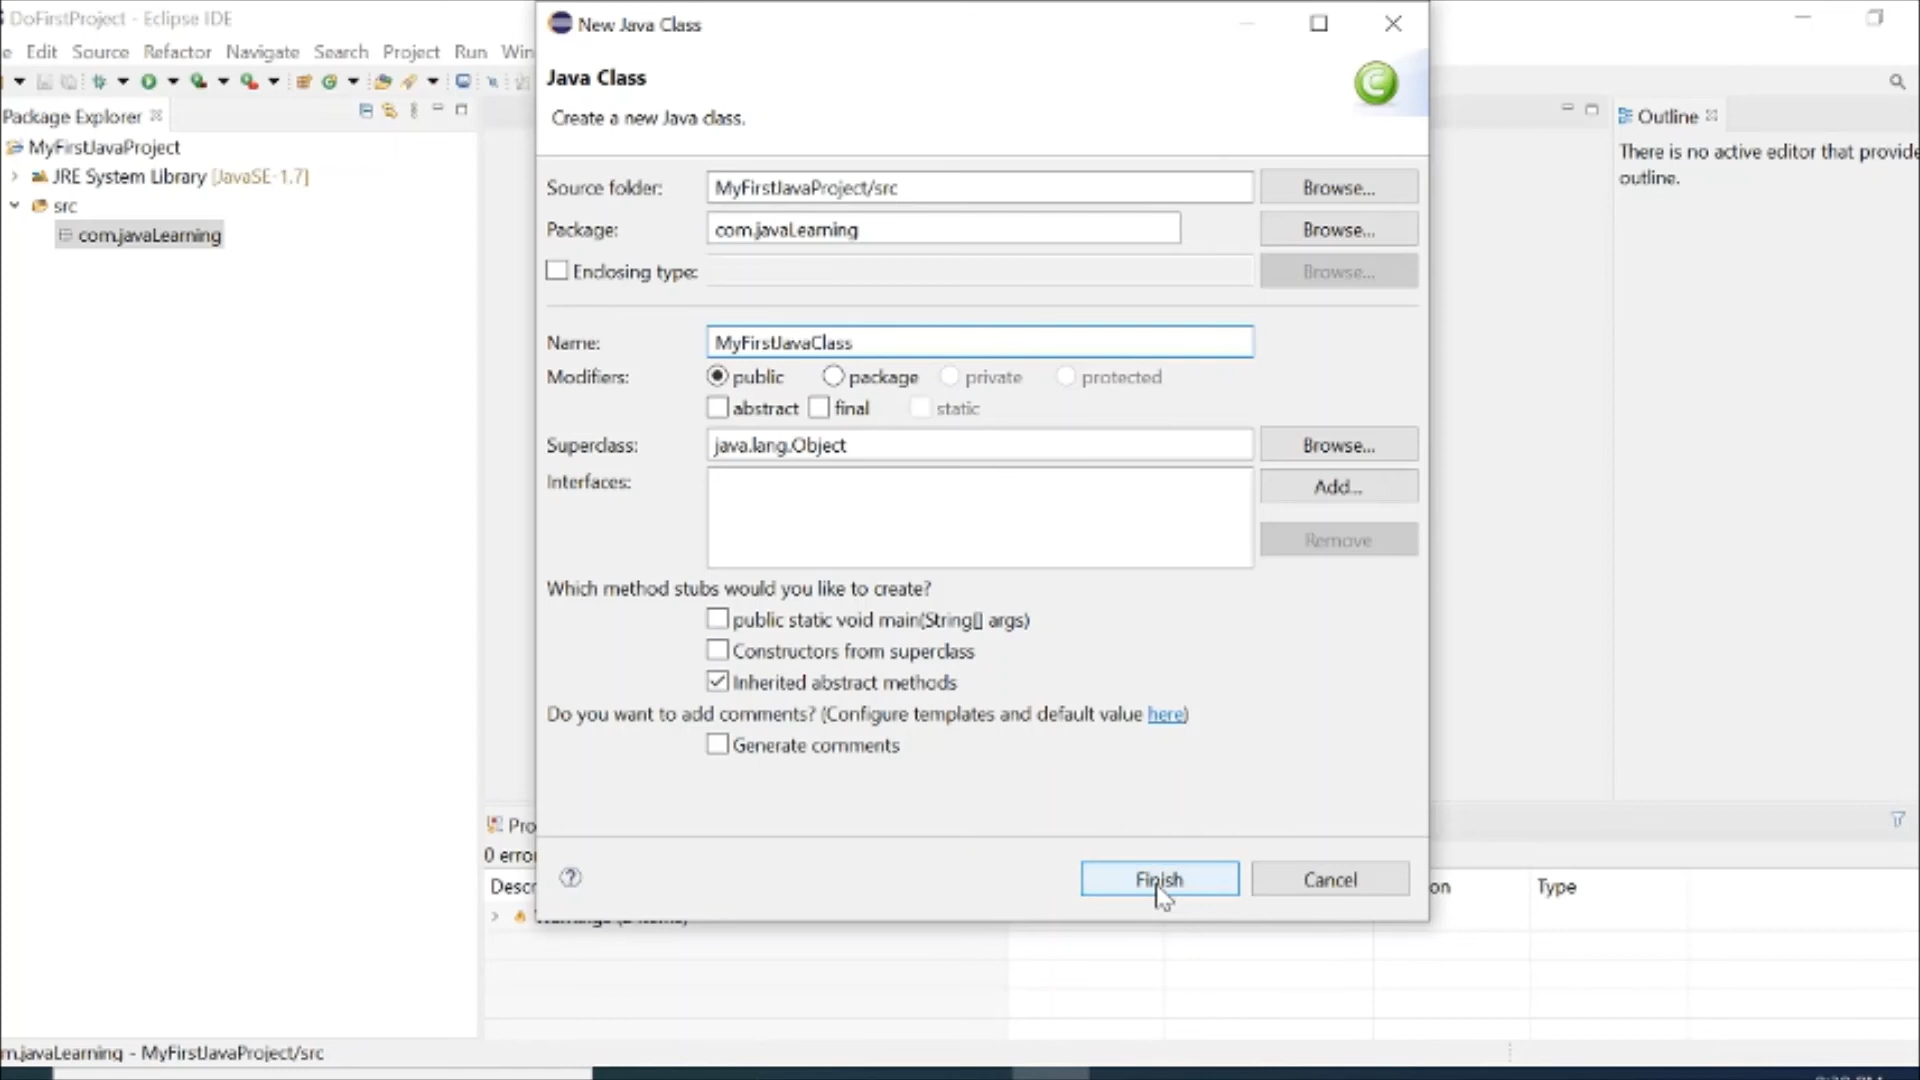 DoFirstProject - Eclipse IDE
e Edit Source Refactor Navigate Search Project Run Win
Package Explorer
MyFirstJavaProject
JRE System Library [JavaSE-1.7]
src
com.javaLearning
New Java Class
Java Class
Create a new Java class.
Source folder: MyFirstJavaProject/src Browse...
Package: com.javaLearning Browse...
Enclosing type: Browse...
Name: MyFirstJavaClass
Modifiers: public package private protected
abstract final static
Superclass: java.lang.Object Browse...
Interfaces: Add...
Remove
Which method stubs would you like to create?
public static void main(String[] args)
Constructors from superclass
Inherited abstract methods
Do you want to add comments? (Configure templates and default value here)
Generate comments
Finish Cancel
Outline
There is no active editor that provide
outline.
Pro
0 erro
Descr on Type
m.javaLearning - MyFirstJavaProject/src